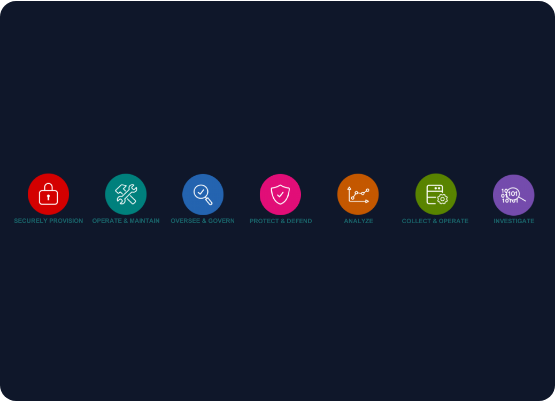 SECURELY PROVISION
OPERATE & MAINTAIN
OVERSEE & GOVERN
PROTECT & DEFEND
ANALYZE
COLLECT & OPERATE
INVESTIGATE